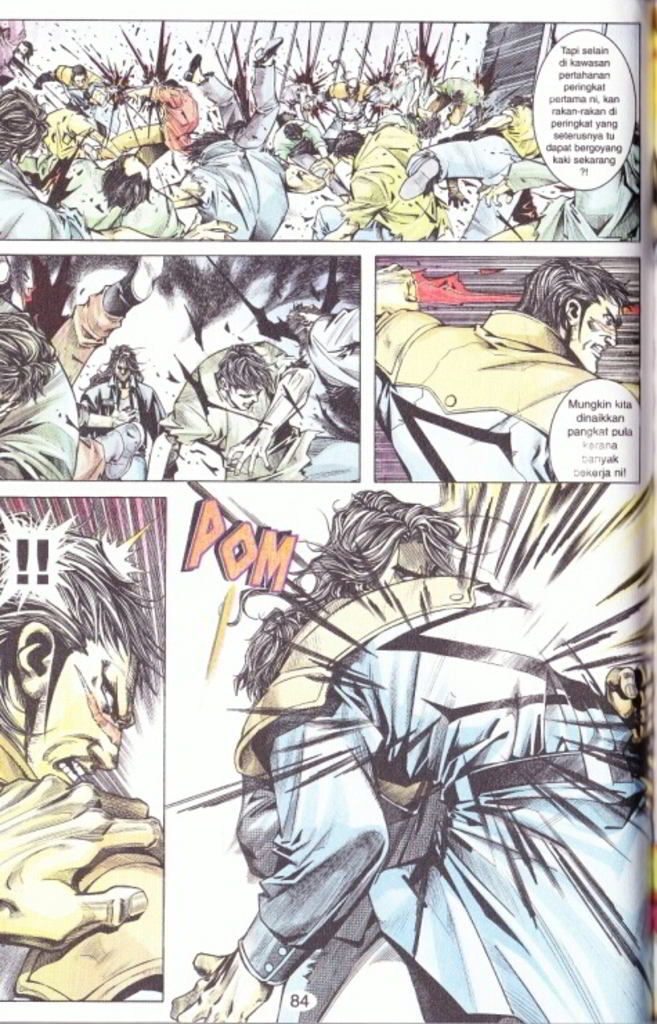 Tapi selain
di kawasan
pertahanan
peringkat
pertama ni, kan
rakan-rakan di
peringkat yang
seterusnya tu
dapat bergoyang
kaki sekarang
?!
Mungkin kita
dinaikkan
pangkat pula
kerana
banyak
bekerja ni!
!!
POM
84